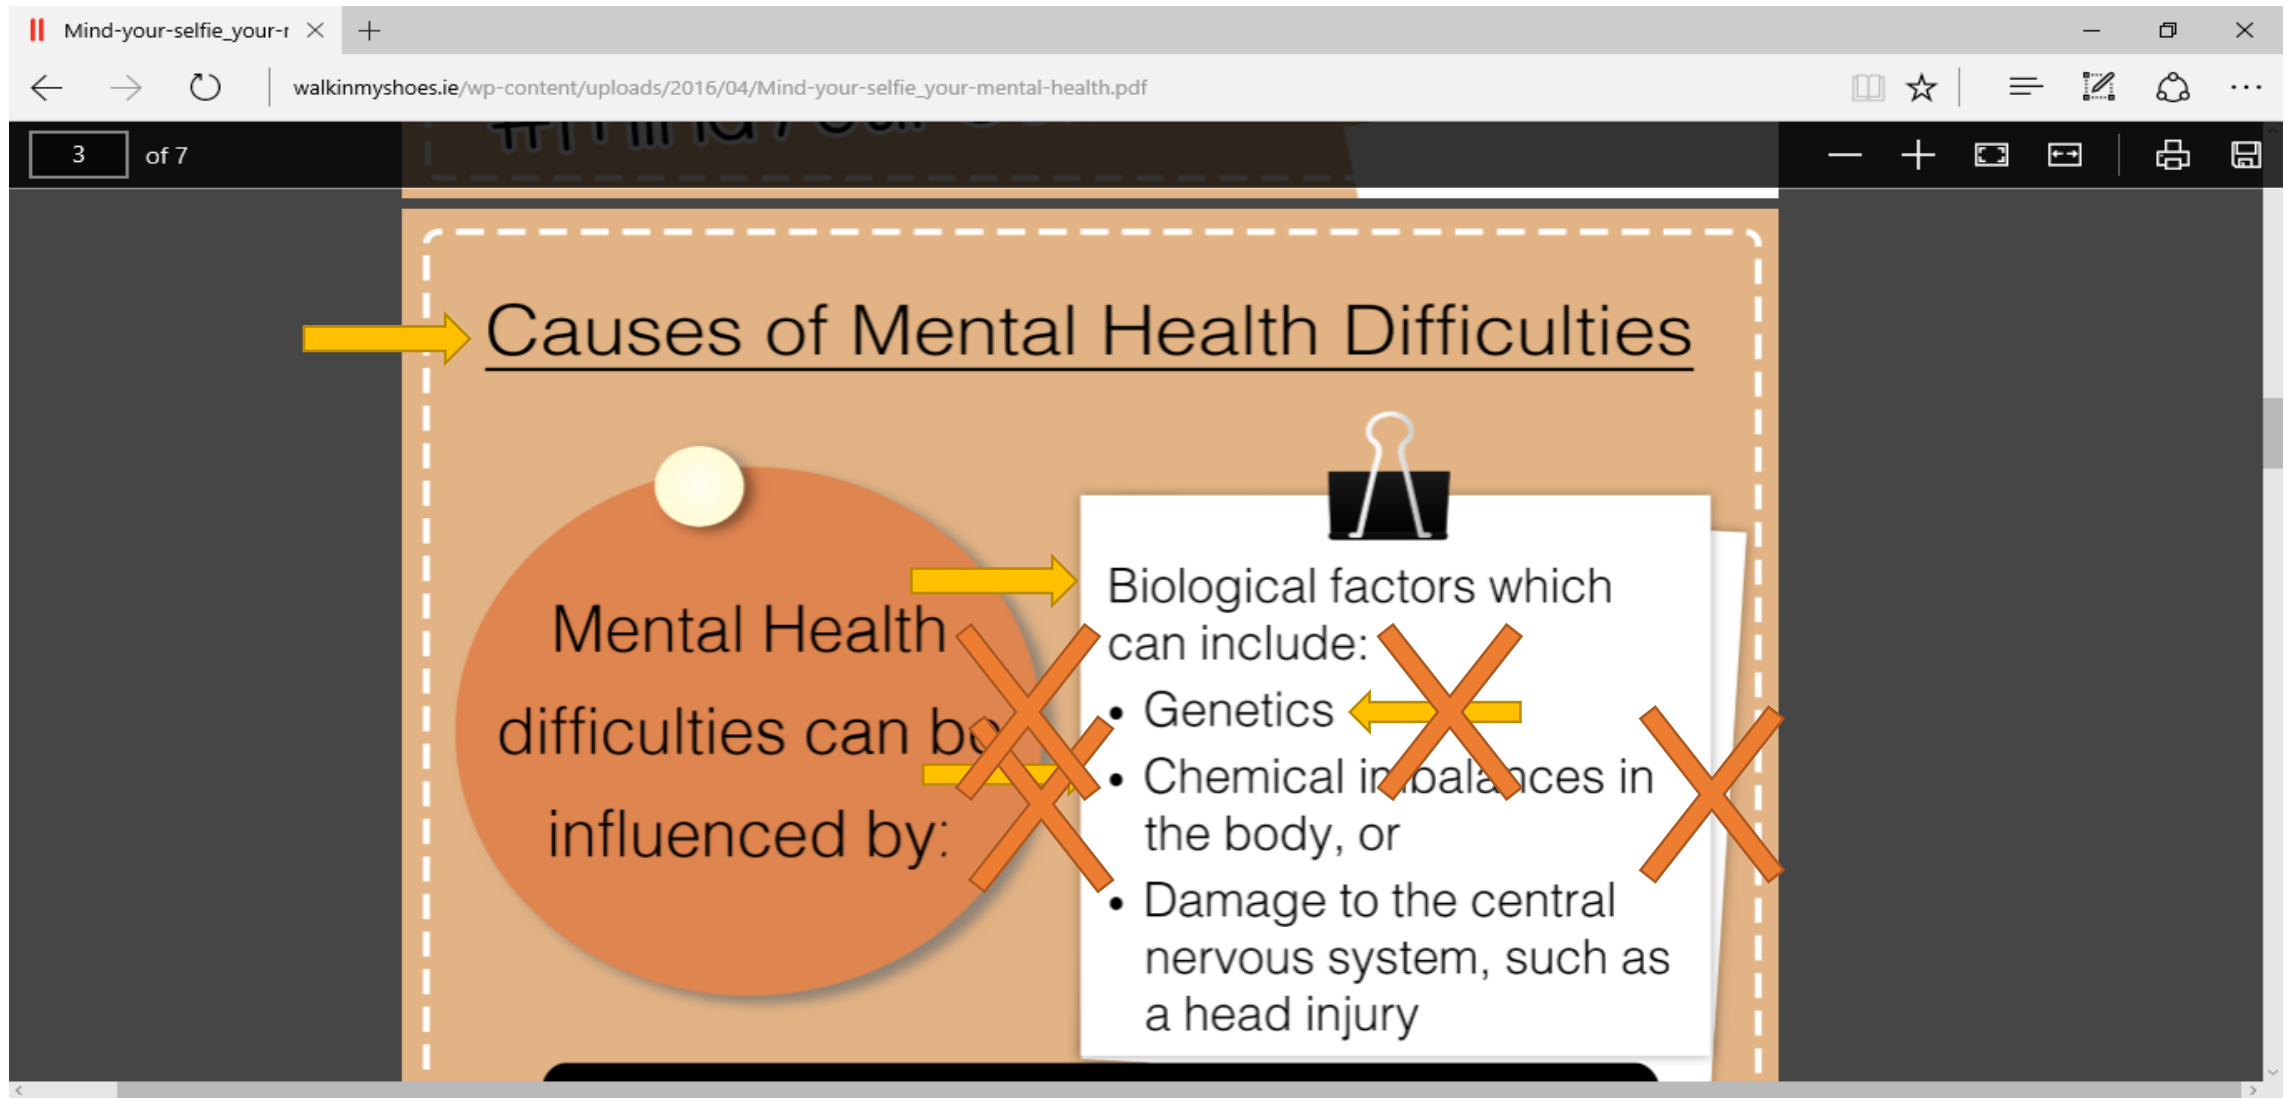 Mind-your-selfie_your-r
walkinmyshoes.ie/wp-content/uploads/2016/04/Mind-your-selfie_your-mental-health.pdf
3 of 7
Causes of Mental Health Difficulties
Mental Health
difficulties can be
influenced by:
Biological factors which
can include:
• Genetics
• Chemical imbalances in
the body, or
• Damage to the central
nervous system, such as
a head injury